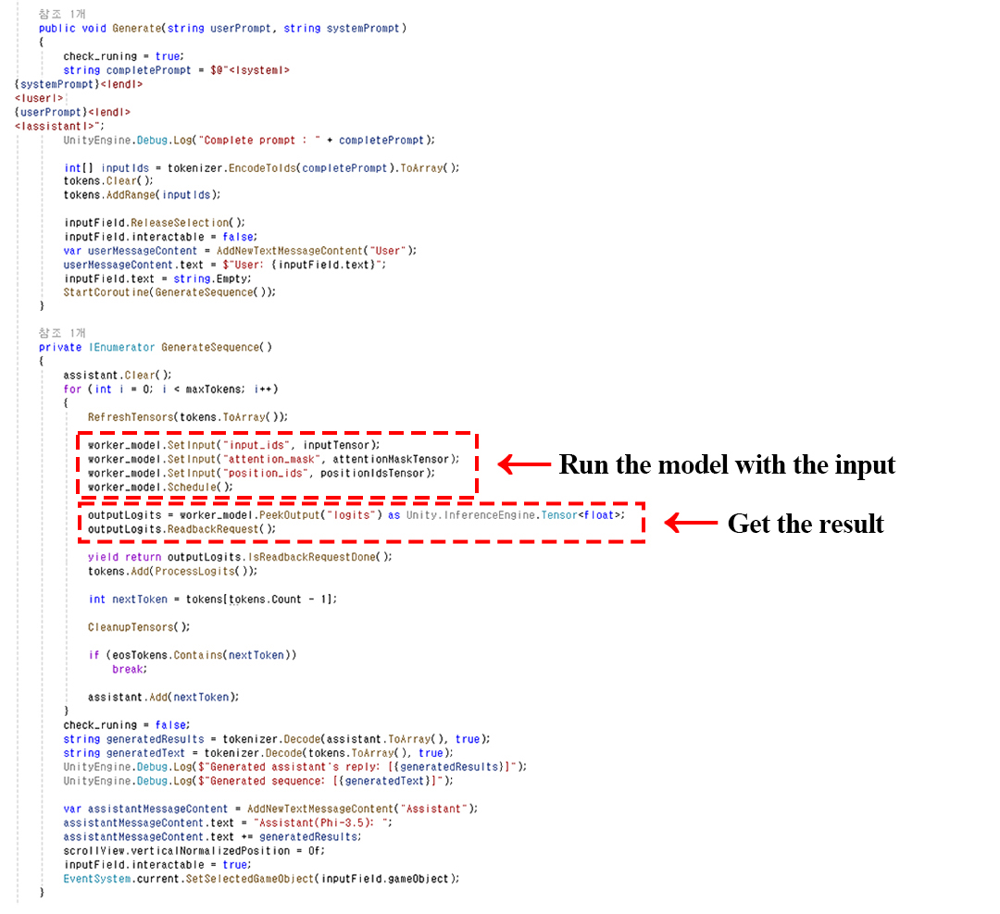 참조 1개
public void Generate(string userPrompt, string systemPrompt)
{
check_runing = true;
string completePrompt = $@"<|system|>
{systemPrompt}<|end|>
<|user|>
{userPrompt}<|end|>
<|assistant|>";
UnityEngine.Debug.Log("Complete prompt : " + completePrompt);
int[] inputIds = tokenizer.EncodeToIds(completePrompt).ToArray();
tokens.Clear();
tokens.AddRange(inputIds);
inputField.ReleaseSelection();
inputField.interactable = false;
var userMessageContent = AddNewTextMessageContent("User");
userMessageContent.text = $"User: {inputField.text}";
inputField.text = string.Empty;
StartCoroutine(GenerateSequence());
}
참조 1개
private IEnumerator GenerateSequence()
{
assistant.Clear();
for (int i = 0; i < maxTokens; i++)
{
RefreshTensors(tokens.ToArray());
worker_model.SetInput("input_ids", inputTensor);
worker_model.SetInput("attention_mask", attentionMaskTensor);
worker_model.SetInput("position_ids", positionIdsTensor);
worker_model.Schedule();
Run the model with the input
outputLogits = worker_model.PeekOutput("logits") as Unity.InferenceEngine.Tensor<float>;
outputLogits.ReadbackRequest();
Get the result
yield return outputLogits.IsReadbackRequestDone();
tokens.Add(ProcessLogits());
int nextToken = tokens[tokens.Count - 1];
CleanupTensors();
if (eosTokens.Contains(nextToken))
break;
assistant.Add(nextToken);
}
check_runing = false;
string generatedResults = tokenizer.Decode(assistant.ToArray(), true);
string generatedText = tokenizer.Decode(tokens.ToArray(), true);
UnityEngine.Debug.Log($"Generated assistant's reply: [{generatedResults}]");
UnityEngine.Debug.Log($"Generated sequence: [{generatedText}]");
var assistantMessageContent = AddNewTextMessageContent("Assistant");
assistantMessageContent.text = "Assistant(Phi-3.5): ";
assistantMessageContent.text += generatedResults;
scrollView.verticalNormalizedPosition = 0f;
inputField.interactable = true;
EventSystem.current.SetSelectedGameObject(inputField.gameObject);
}